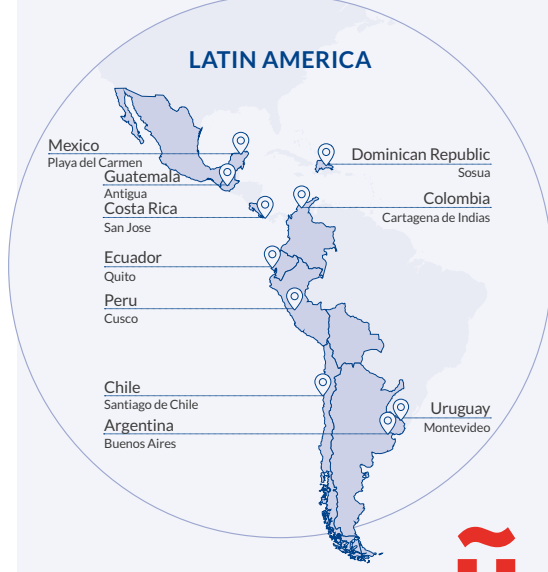 LATIN AMERICA
Mexico
Playa del Carmen
Guatemala
Antigua
Costa Rica
San Jose
Ecuador
Quito
Peru
Cusco
Chile
Santiago de Chile
Argentina
Buenos Aires
Dominican Republic
Sosua
Colombia
Cartagena de Indias
Uruguay
Montevideo